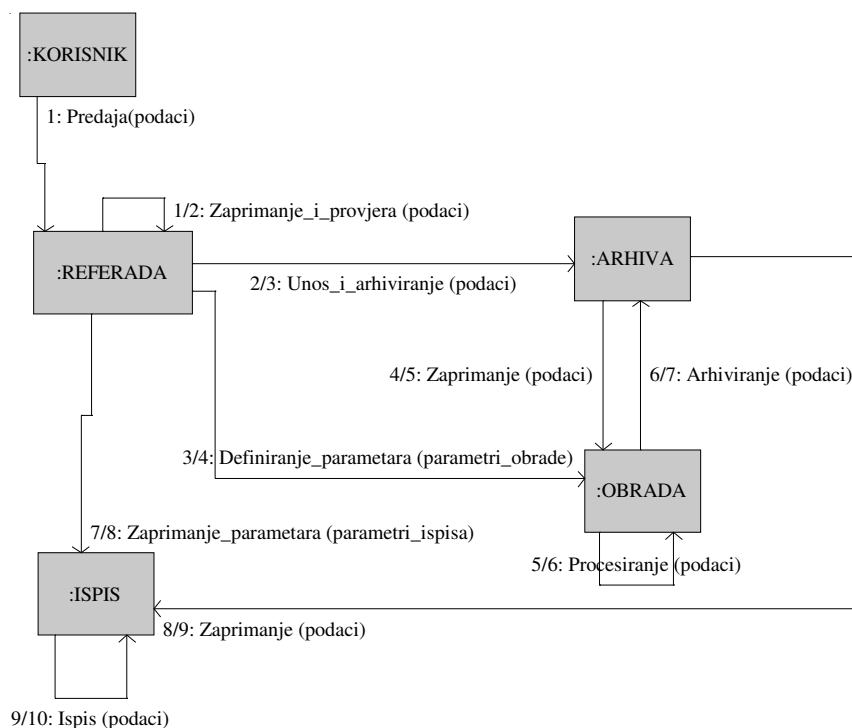 :KORISNIK
1: Predaja(podaci)
1/2: Zaprimanje_i_provjera (podaci)
:REFERADA
:ARHIVA
2/3: Unos_i_arhiviranje (podaci)
4/5: Zaprimanje (podaci)
6/7: Arhiviranje (podaci)
3/4: Definiranje_parametara (parametri_obrade)
:OBRADA
7/8: Zaprimanje_parametara (parametri_ispisa)
5/6: Procesiranje (podaci)
:ISPIS
8/9: Zaprimanje (podaci)
9/10: Ispis (podaci)